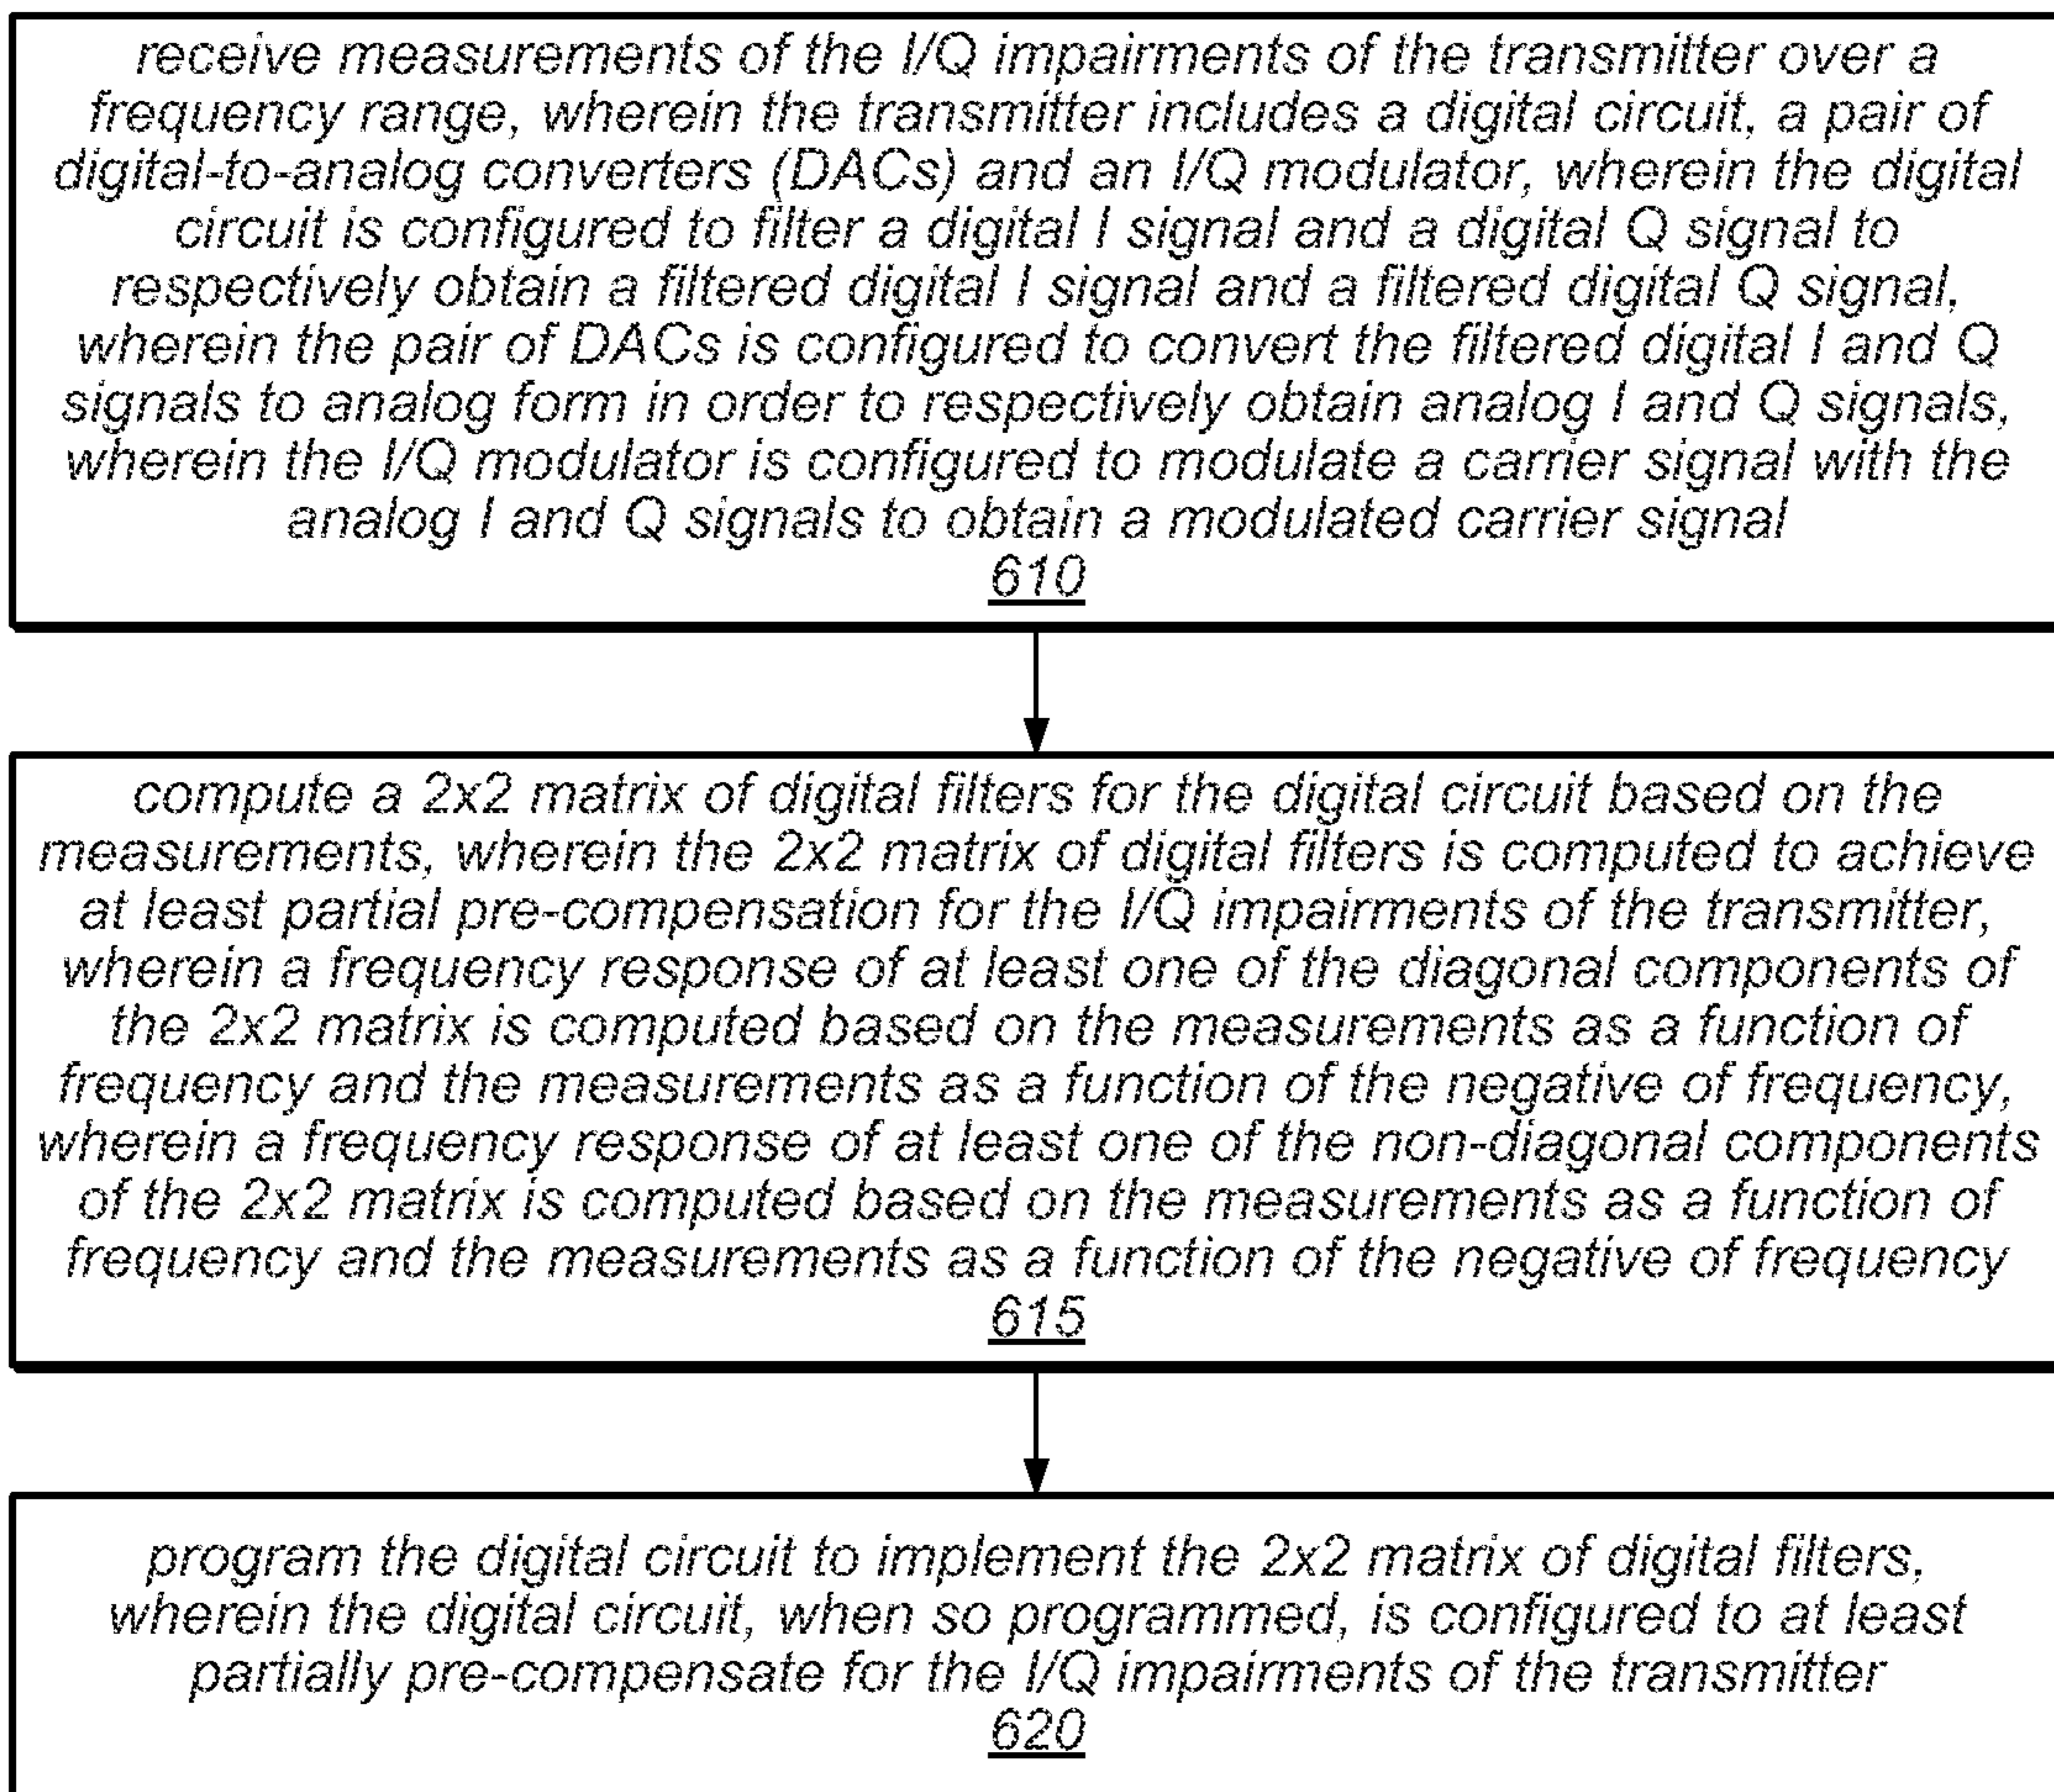 receive measurements of the I/Q impairments of the transmitter over a
frequency range, wherein the transmitter includes a digital circuit, a pair of
digital-to-analog converters (DACs) and an I/Q modulator, wherein the digital
circuit is configured to filter a digital I signal and a digital Q signal to
respectively obtain a filtered digital I signal and a filtered digital Q signal,
wherein the pair of DACs is configured to convert the filtered digital I and Q
signals to analog form in order to respectively obtain analog I and Q signals,
wherein the I/Q modulator is configured to modulate a carrier signal with the
analog I and Q signals to obtain a modulated carrier signal
610
compute a 2x2 matrix of digital filters for the digital circuit based on the
measurements, wherein the 2x2 matrix of digital filters is computed to achieve
at least partial pre-compensation for the I/Q impairments of the transmitter,
wherein a frequency response of at least one of the diagonal components of
the 2x2 matrix is computed based on the measurements as a function of
frequency and the measurements as a function of the negative of frequency,
wherein a frequency response of at least one of the non-diagonal components
of the 2x2 matrix is computed based on the measurements as a function of
frequency and the measurements as a function of the negative of frequency
615
program the digital circuit to implement the 2x2 matrix of digital filters,
wherein the digital circuit, when so programmed, is configured to at least
partially pre-compensate for the I/Q impairments of the transmitter
620